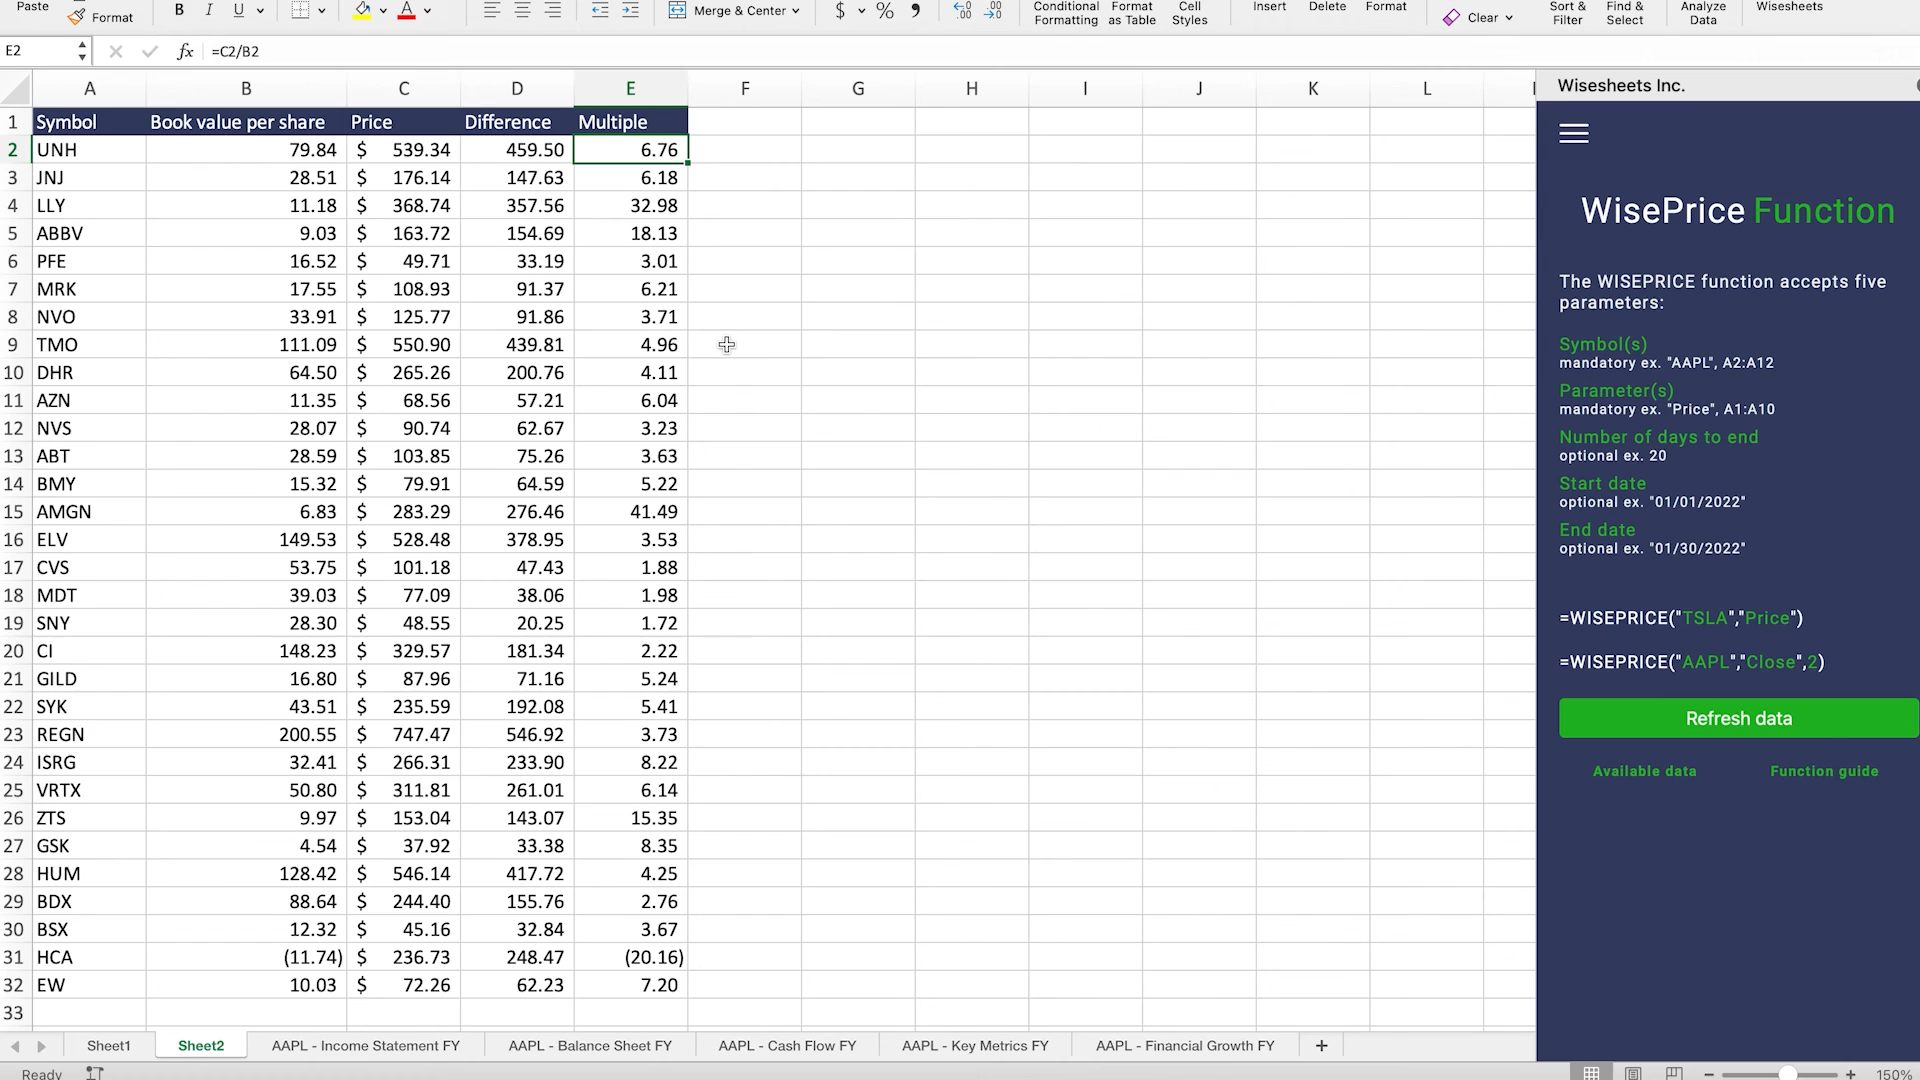 Paste
Format
B I U
Merge & Center
$ % ,
.00 .00
Conditional Formatting
Format as Table
Cell Styles
Insert
Delete
Format
Clear
Sort & Filter
Find & Select
Analyze Data
Wisesheets
E2 fx =C2/B2
A B C D E F G H I J K L
1 Symbol Book value per share Price Difference Multiple
2 UNH 79.84 $ 539.34 459.50 6.76
3 JNJ 28.51 $ 176.14 147.63 6.18
4 LLY 11.18 $ 368.74 357.56 32.98
5 ABBV 9.03 $ 163.72 154.69 18.13
6 PFE 16.52 $ 49.71 33.19 3.01
7 MRK 17.55 $ 108.93 91.37 6.21
8 NVO 33.91 $ 125.77 91.86 3.71
9 TMO 111.09 $ 550.90 439.81 4.96
10 DHR 64.50 $ 265.26 200.76 4.11
11 AZN 11.35 $ 68.56 57.21 6.04
12 NVS 28.07 $ 90.74 62.67 3.23
13 ABT 28.59 $ 103.85 75.26 3.63
14 BMY 15.32 $ 79.91 64.59 5.22
15 AMGN 6.83 $ 283.29 276.46 41.49
16 ELV 149.53 $ 528.48 378.95 3.53
17 CVS 53.75 $ 101.18 47.43 1.88
18 MDT 39.03 $ 77.09 38.06 1.98
19 SNY 28.30 $ 48.55 20.25 1.72
20 CI 148.23 $ 329.57 181.34 2.22
21 GILD 16.80 $ 87.96 71.16 5.24
22 SYK 43.51 $ 235.59 192.08 5.41
23 REGN 200.55 $ 747.47 546.92 3.73
24 ISRG 32.41 $ 266.31 233.90 8.22
25 VRTX 50.80 $ 311.81 261.01 6.14
26 ZTS 9.97 $ 153.04 143.07 15.35
27 GSK 4.54 $ 37.92 33.38 8.35
28 HUM 128.42 $ 546.14 417.72 4.25
29 BDX 88.64 $ 244.40 155.76 2.76
30 BSX 12.32 $ 45.16 32.84 3.67
31 HCA (11.74) $ 236.73 248.47 (20.16)
32 EW 10.03 $ 72.26 62.23 7.20
33
Sheet1 Sheet2 AAPL - Income Statement FY AAPL - Balance Sheet FY AAPL - Cash Flow FY AAPL - Key Metrics FY AAPL - Financial Growth FY +
Ready
150%
Wisesheets Inc.
WisePrice Function
The WISEPRICE function accepts five
parameters:
Symbol(s)
mandatory ex. "AAPL", A2:A12
Parameter(s)
mandatory ex. "Price", A1:A10
Number of days to end
optional ex. 20
Start date
optional ex. "01/01/2022"
End date
optional ex. "01/30/2022"
=WISEPRICE("TSLA","Price")
=WISEPRICE("AAPL","Close",2)
Refresh data
Available data Function guide